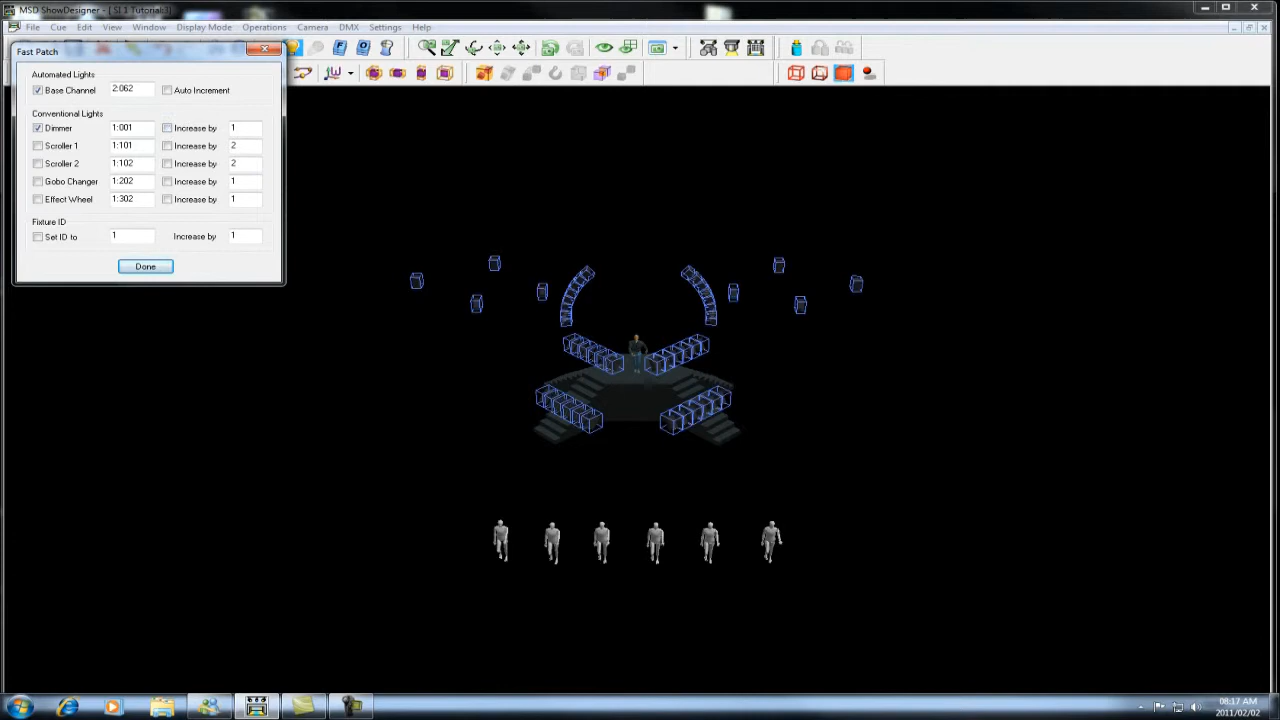 MSD ShowDesigner - [ SI 1 Tutorial:3]
File Cue Edit View Window Display Mode Operations Camera DMX Settings Help
Fast Patch
Automated Lights
Base Channel 2:062 Auto Increment
Conventional Lights
Dimmer 1:001 Increase by 1
Scroller 1 1:101 Increase by 2
Scroller 2 1:102 Increase by 2
Gobo Changer 1:202 Increase by 1
Effect Wheel 1:302 Increase by 1
Fixture ID
Set ID to 1 Increase by 1
Done
08:17 AM
2011/02/02